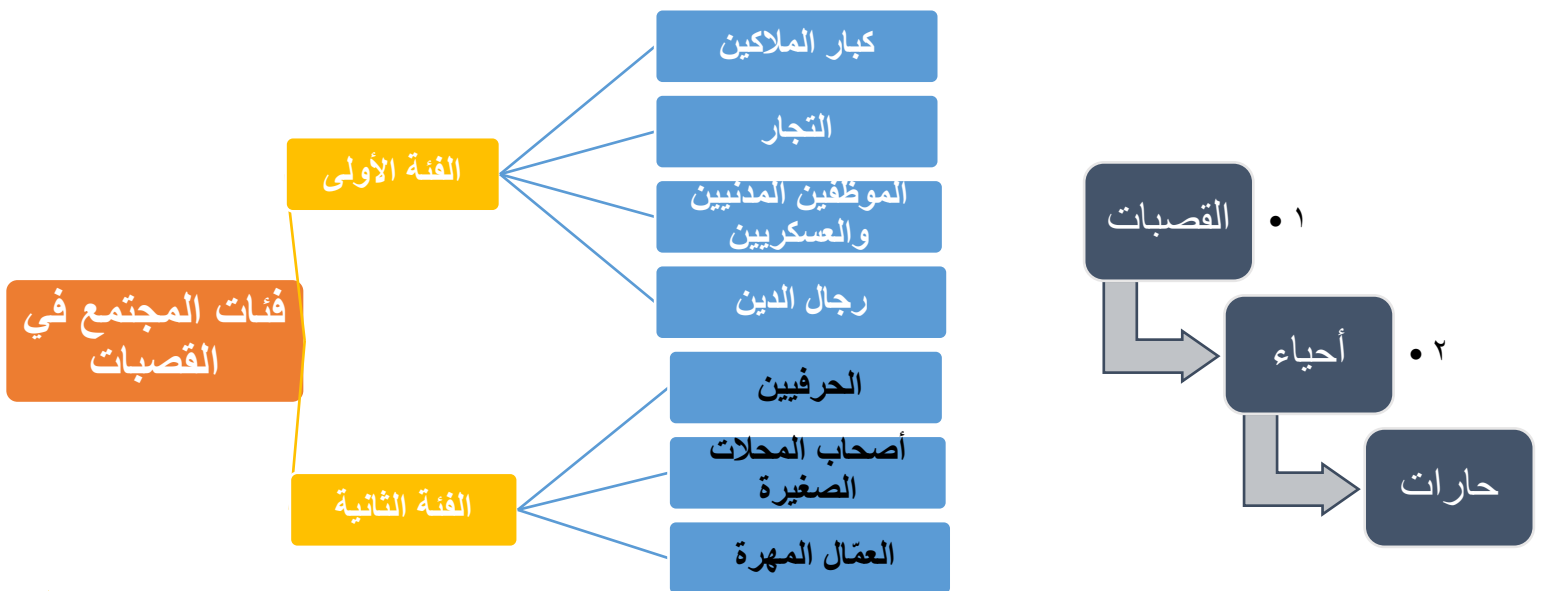 فئات المجتمع في
القصبات
الفئة الأولى
كبار الملاكين
التجار
الموظفين المدنيين
والعسكريين
رجال الدين
الفئة الثانية
الحرفيين
أصحاب المحلات
الصغيرة
العمّال المهرة
١ • القصبات
٢ • أحياء
حارات